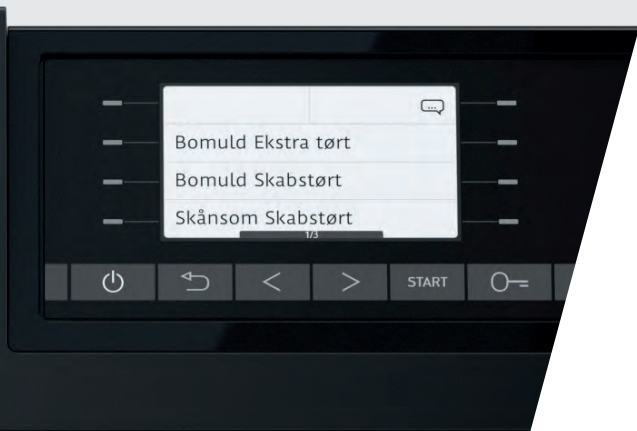 Bomuld Ekstra tørt
Bomuld Skabstørt
Skånsom Skabstørt
1/3
START